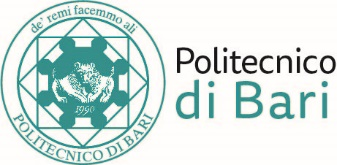 de' remi facemmo ali
1990
POLITECNICO DI BARI
Politecnico
di Bari